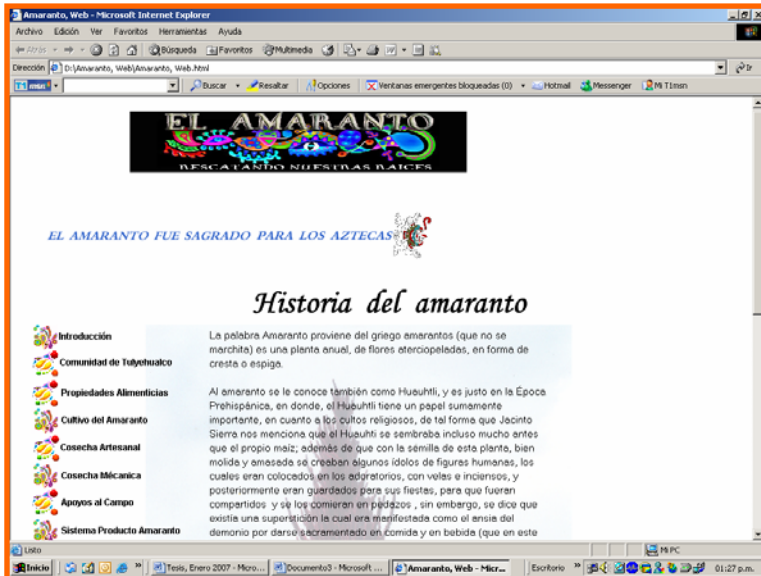 Amaranto, Web - Microsoft Internet Explorer
Archivo Edición Ver Favoritos Herramientas Ayuda
Atrás Búsqueda Favoritos Multimedia
Dirección D:\Amaranto, Web\Amaranto, Web.html Ir
T1 msn Buscar Resaltar Opciones Ventanas emergentes bloqueadas (0) Hotmail Messenger Mi T1msn
EL AMARANTO
RESCATANDO NUESTRAS RAICES
EL AMARANTO FUE SAGRADO PARA LOS AZTECAS
Historia del amaranto
Introducción
Comunidad de Tulyehualco
Propiedades Alimenticias
Cultivo del Amaranto
Cosecha Artesanal
Cosecha Mécanica
Apoyos al Campo
Sistema Producto Amaranto
La palabra Amaranto proviene del griego amarantos (que no se
marchita) es una planta anual, de flores aterciopeladas, en forma de
cresta o espiga.
Al amaranto se le conoce también como Huauhtli, y es justo en la Época
Prehispánica, en donde, el Huauhtli tiene un papel sumamente
importante, en cuanto a los cultos religiosos, de tal forma que Jacinto
Sierra nos menciona que el Huauhti se sembraba incluso mucho antes
que el propio maíz; además de que con la semilla de esta planta, bien
molida y amasada se creaban algunos ídolos de figuras humanas, los
cuales eran colocados en los adoratorios, con velas e inciensos, y
posteriormente eran guardados para sus fiestas, para que fueran
compartidos y se los comieran en pedazos , sin embargo, se dice que
existía una superstición la cual era manifestada como el ansia del
demonio por darse sacramentado en comida y en bebida (que en este
Listo Mi PC
Inicio Tesis, Enero 2007 - Micro... Documento3 - Microsoft ... Amaranto, Web - Micr... Escritorio 01:27 p.m.